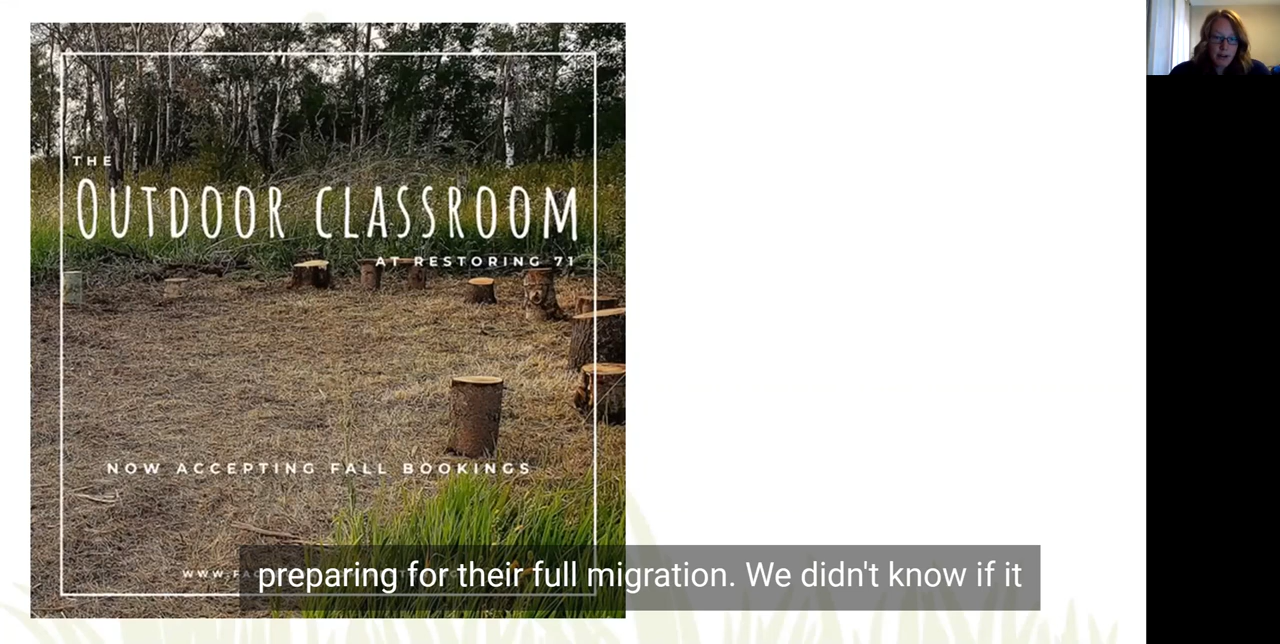 THE
OUTDOOR CLASSROOM
AT RESTORING 71
NOW ACCEPTING FALL BOOKINGS
preparing for their full migration. We didn't know if it